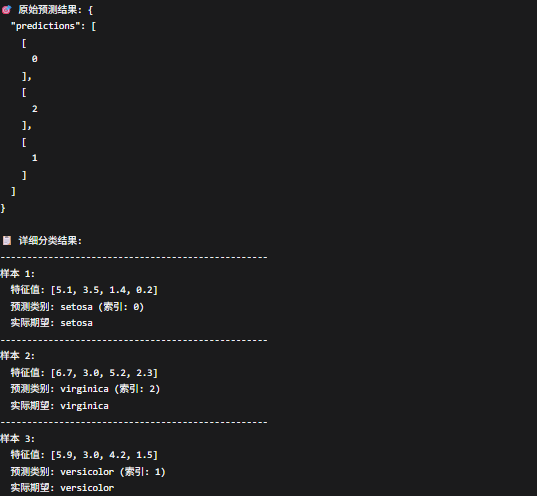 🎯 原始预测结果: {
  "predictions": [
    [
      0
    ],
    [
      2
    ],
    [
      1
    ]
  ]
}

📋 详细分类结果:
--------------------------------------------------
样本 1:
  特征值: [5.1, 3.5, 1.4, 0.2]
  预测类别: setosa (索引: 0)
  实际期望: setosa
--------------------------------------------------
样本 2:
  特征值: [6.7, 3.0, 5.2, 2.3]
  预测类别: virginica (索引: 2)
  实际期望: virginica
--------------------------------------------------
样本 3:
  特征值: [5.9, 3.0, 4.2, 1.5]
  预测类别: versicolor (索引: 1)
  实际期望: versicolor